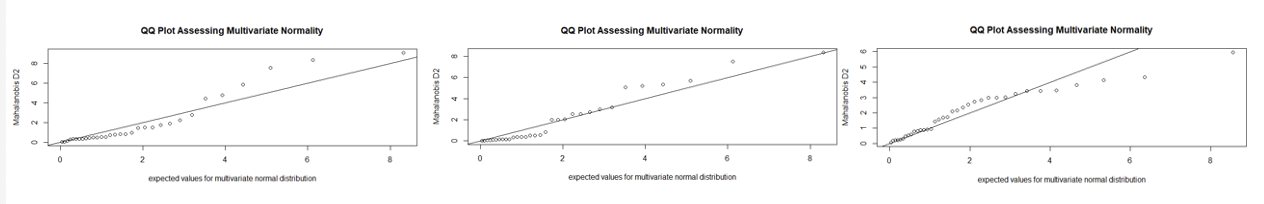 QQ Plot Assessing Multivariate Normality
Mahalanobis D2
0 2 4 6 8
0 2 4 6 8
expected values for multivariate normal distribution
QQ Plot Assessing Multivariate Normality
Mahalanobis D2
0 2 4 6 8
0 2 4 6 8
expected values for multivariate normal distribution
QQ Plot Assessing Multivariate Normality
Mahalanobis D2
0 1 2 3 4 5 6
0 2 4 6 8
expected values for multivariate normal distribution